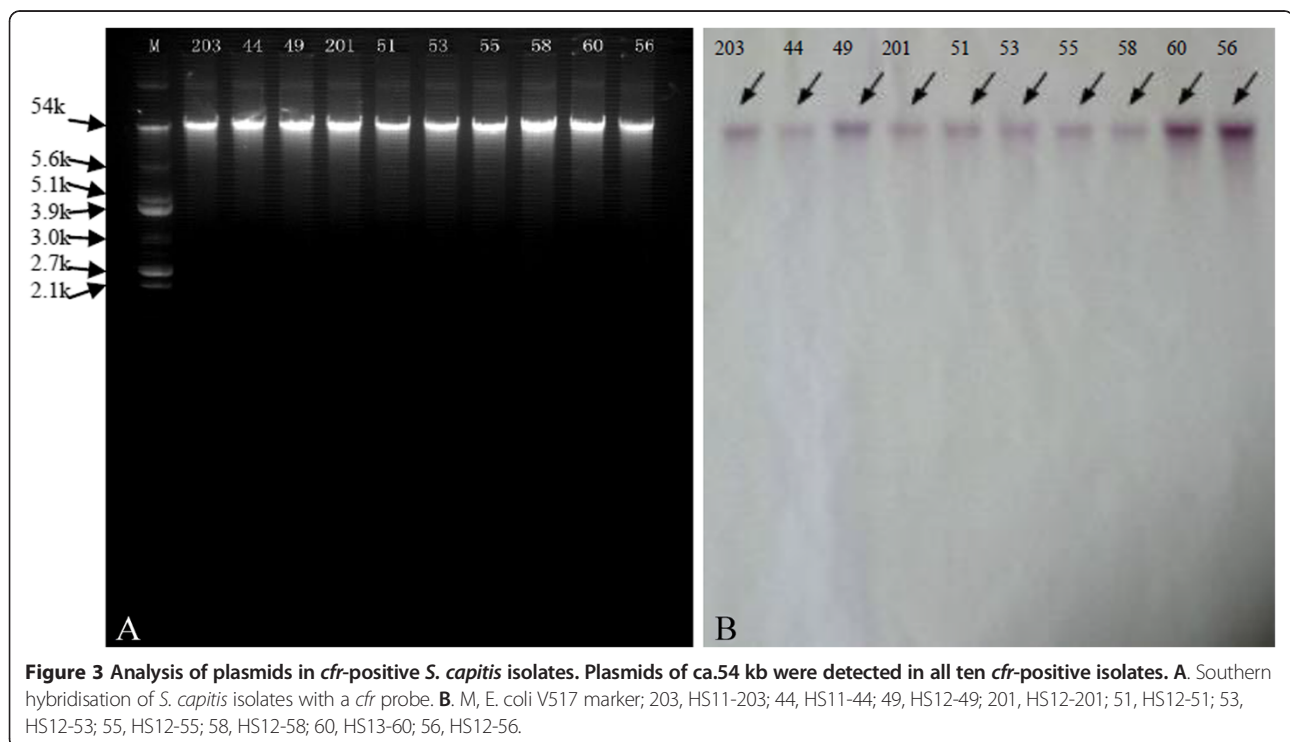 M 203 44 49 201 51 53 55 58 60 56
203 44 49 201 51 53 55 58 60 56
54k
5.6k
5.1k
3.9k
3.0k
2.7k
2.1k
A
B
Figure 3 Analysis of plasmids in cfr-positive S. capitis isolates. Plasmids of ca.54 kb were detected in all ten cfr-positive isolates. A. Southern
hybridisation of S. capitis isolates with a cfr probe. B. M, E. coli V517 marker; 203, HS11-203; 44, HS11-44; 49, HS12-49; 201, HS12-201; 51, HS12-51; 53,
HS12-53; 55, HS12-55; 58, HS12-58; 60, HS13-60; 56, HS12-56.